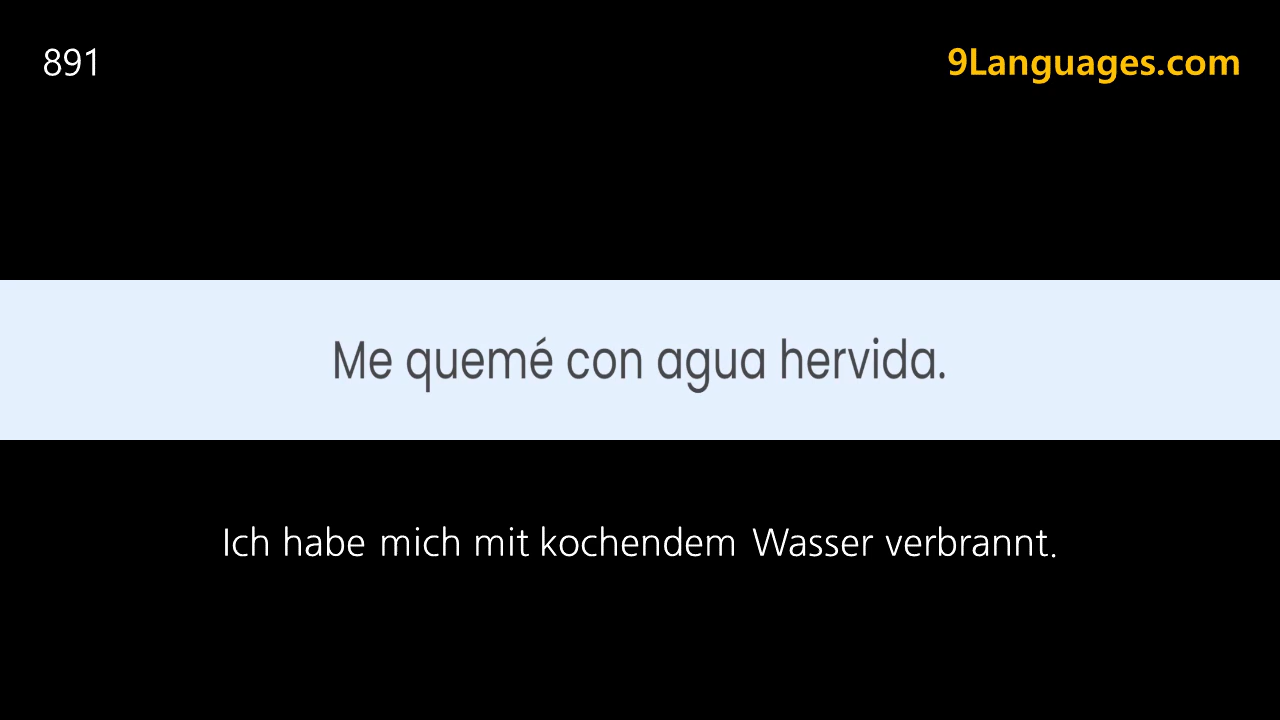 891
9Languages.com
Me quemé con agua hervida.
Ich habe mich mit kochendem Wasser verbrannt.